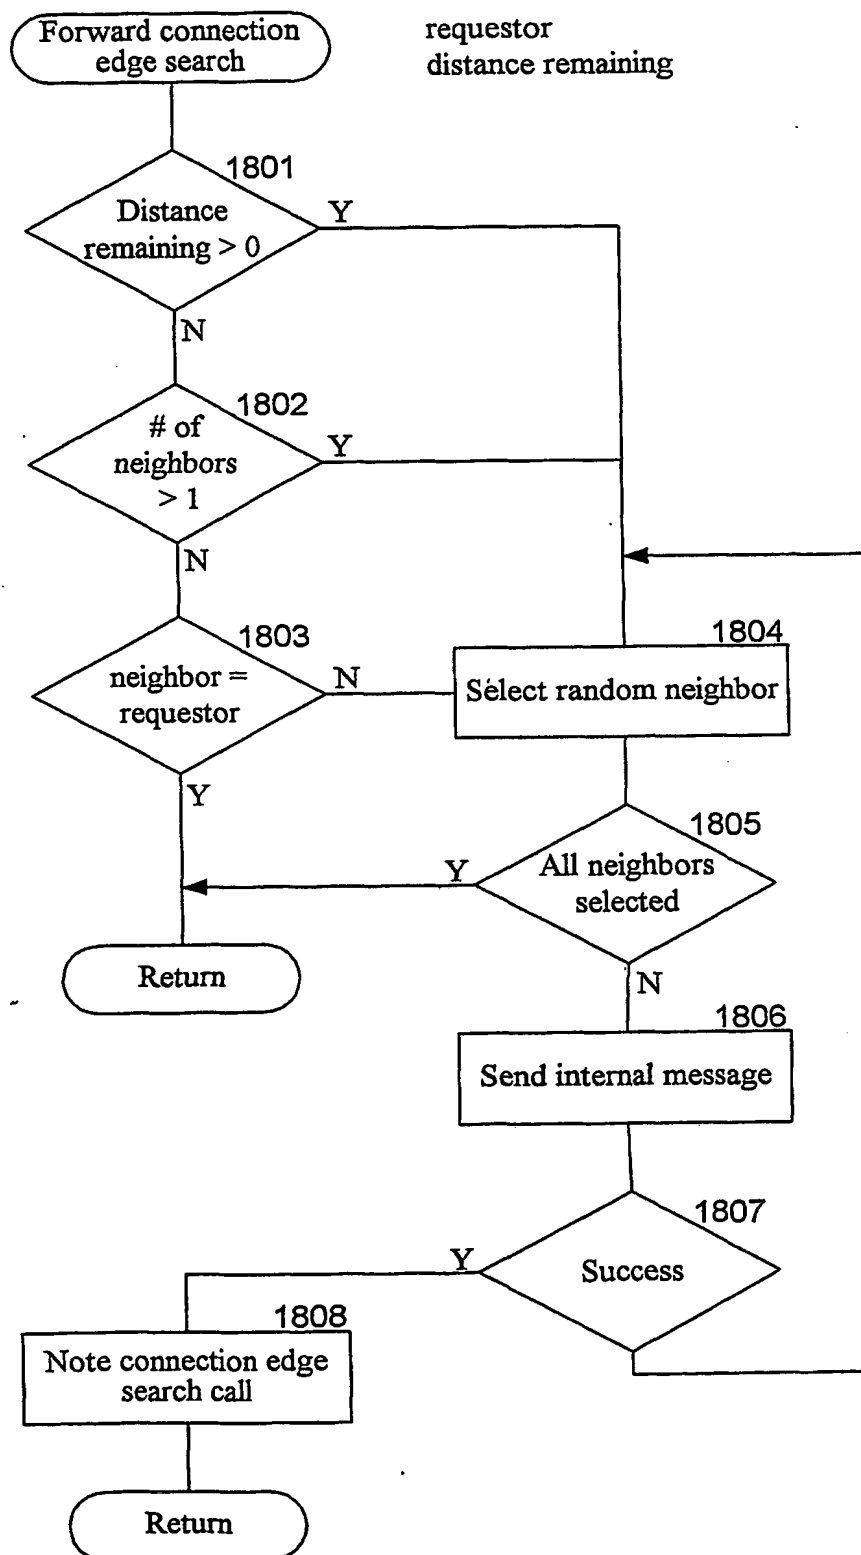 Forward connection
edge search
requestor
distance remaining
1801
Distance
remaining > 0
Y
N
1802
# of
neighbors
> 1
Y
N
1803
neighbor =
requestor
N
Y
1804
Select random neighbor
1805
All neighbors
selected
Y
N
Return
1806
Send internal message
1807
Success
Y
1808
Note connection edge
search call
Return